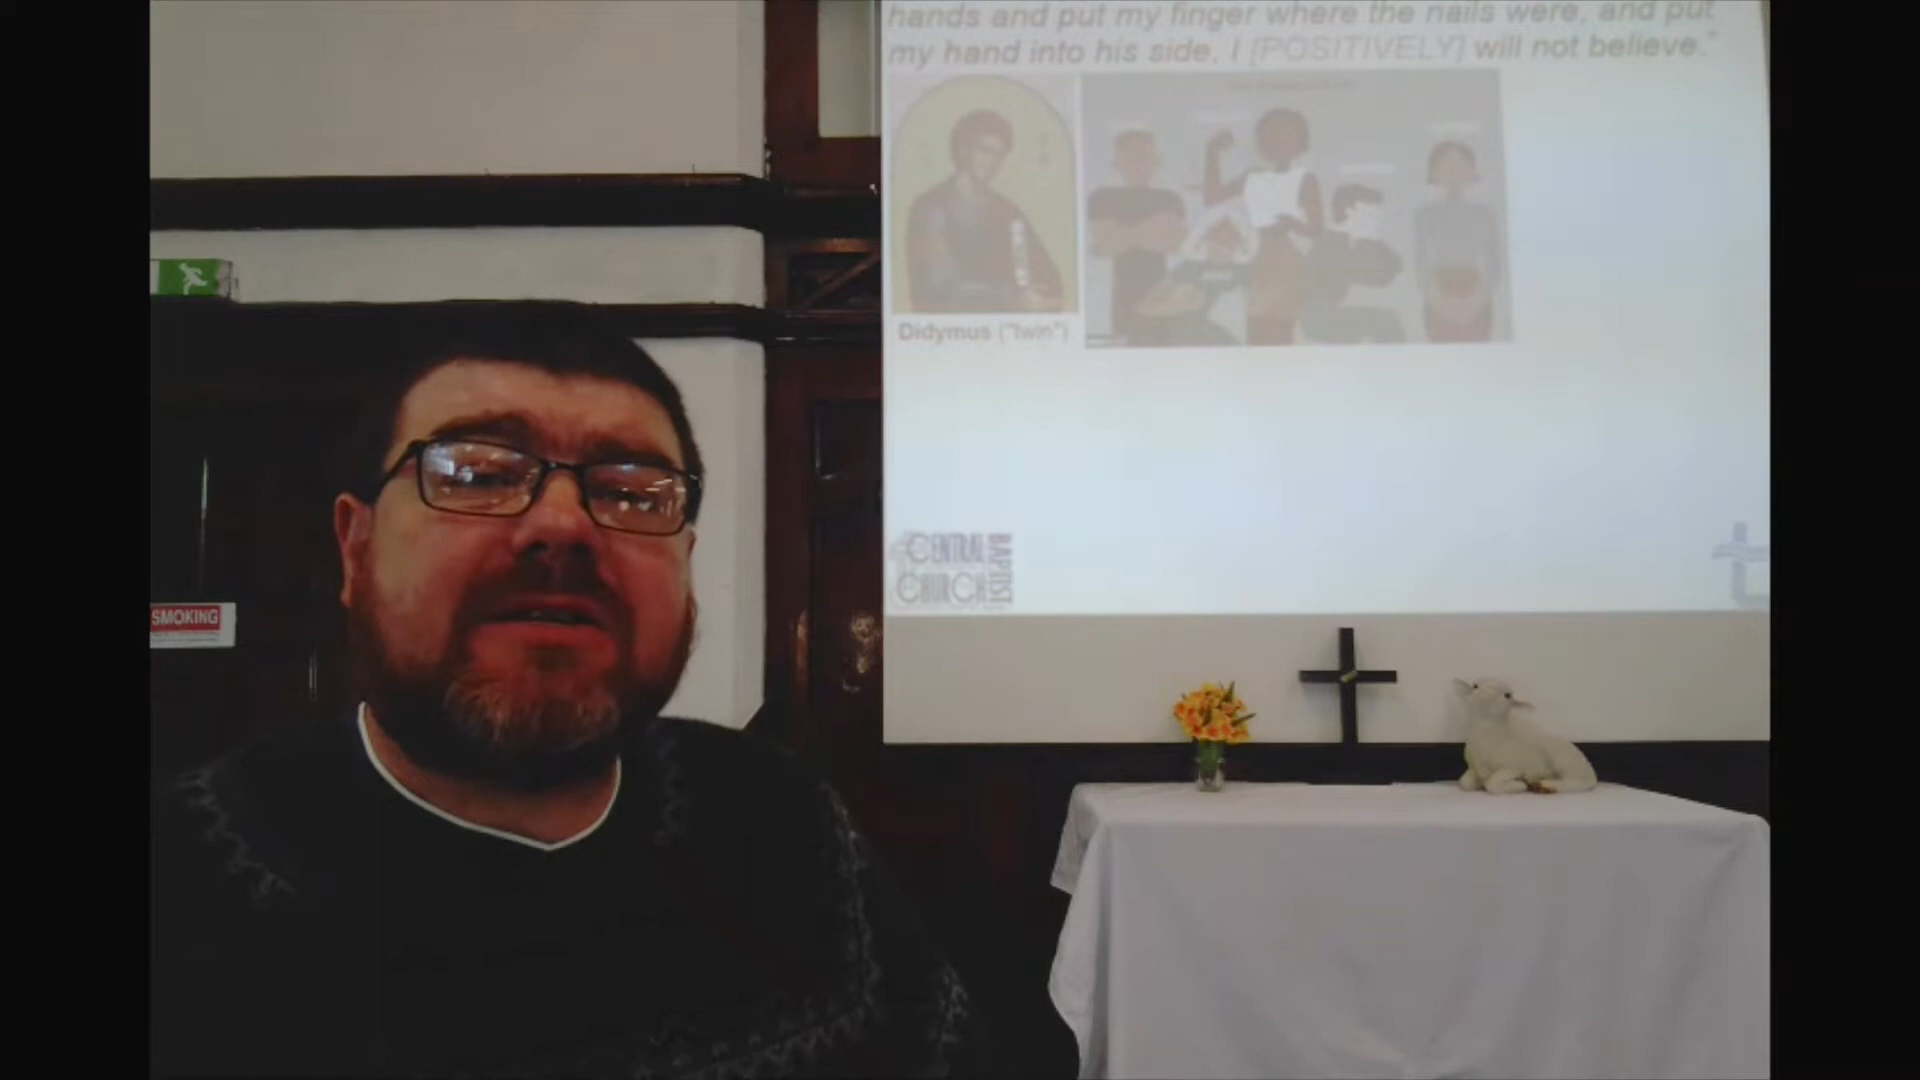 hands and put my finger where the nails were, and put
my hand into his side, I [POSITIVELY] will not believe."
Didymus ("twin")
CENTRAL
CHURCH
BAPTIST
SMOKING